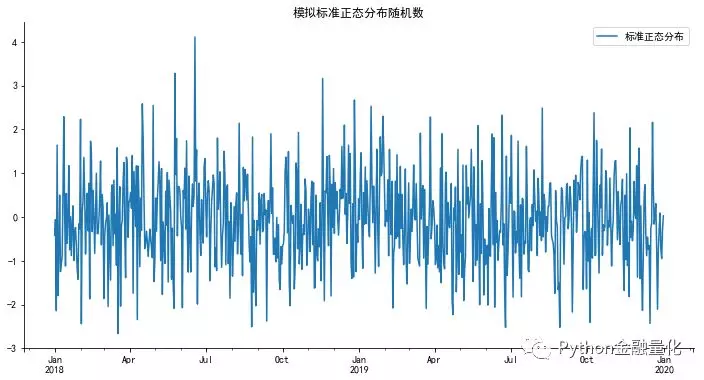 模拟标准正态分布随机数
标准正态分布
4
3
2
1
0
−1
−2
−3
Jan
2018
Apr
Jul
Oct
Jan
2019
Apr
Jul
Oct
Jan
2020
Python金融量化